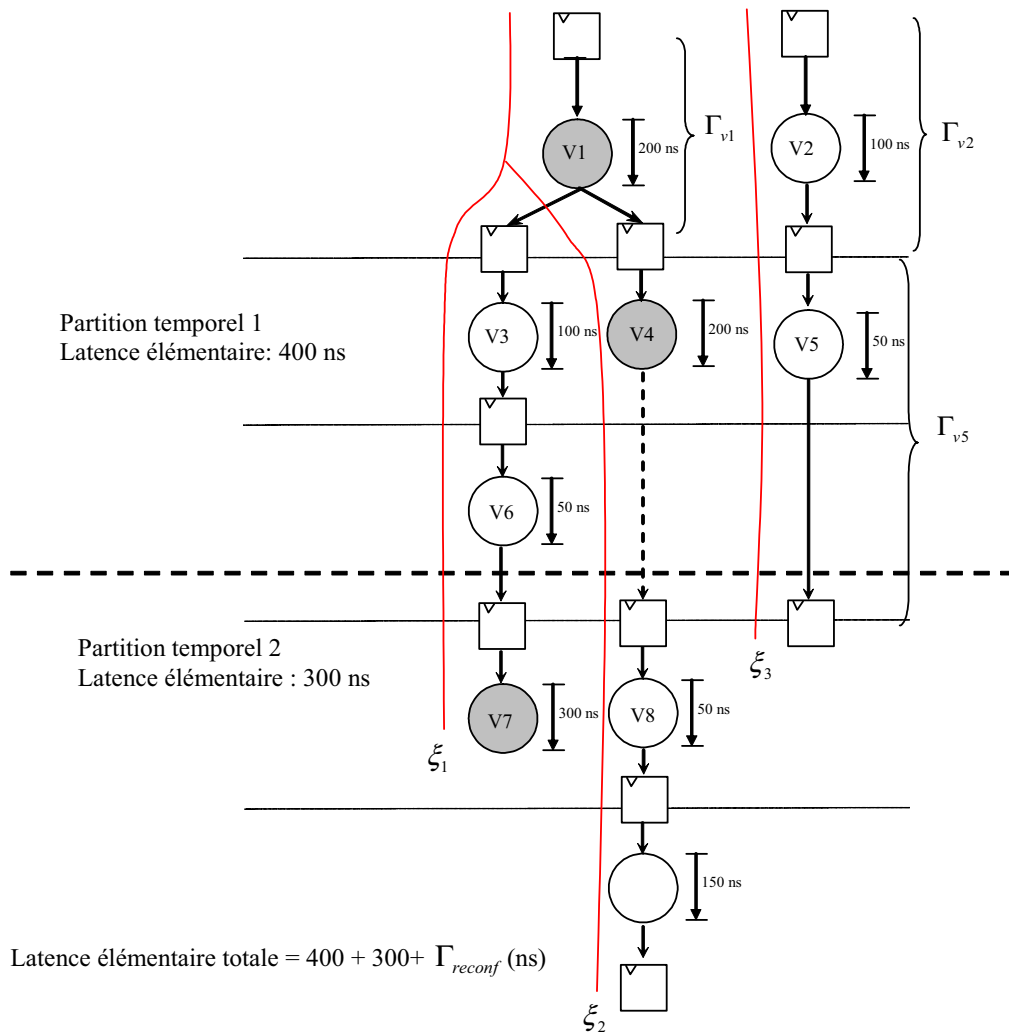 V1
200 ns
Γv1
V2
100 ns
Γv2
Partition temporel 1
Latence élémentaire: 400 ns
V3
100 ns
V4
200 ns
V5
50 ns
Γv5
V6
50 ns
Partition temporel 2
Latence élémentaire : 300 ns
ξ3
V7
300 ns
V8
50 ns
ξ1
150 ns
Latence élémentaire totale = 400 + 300+ Γreconf (ns)
ξ2